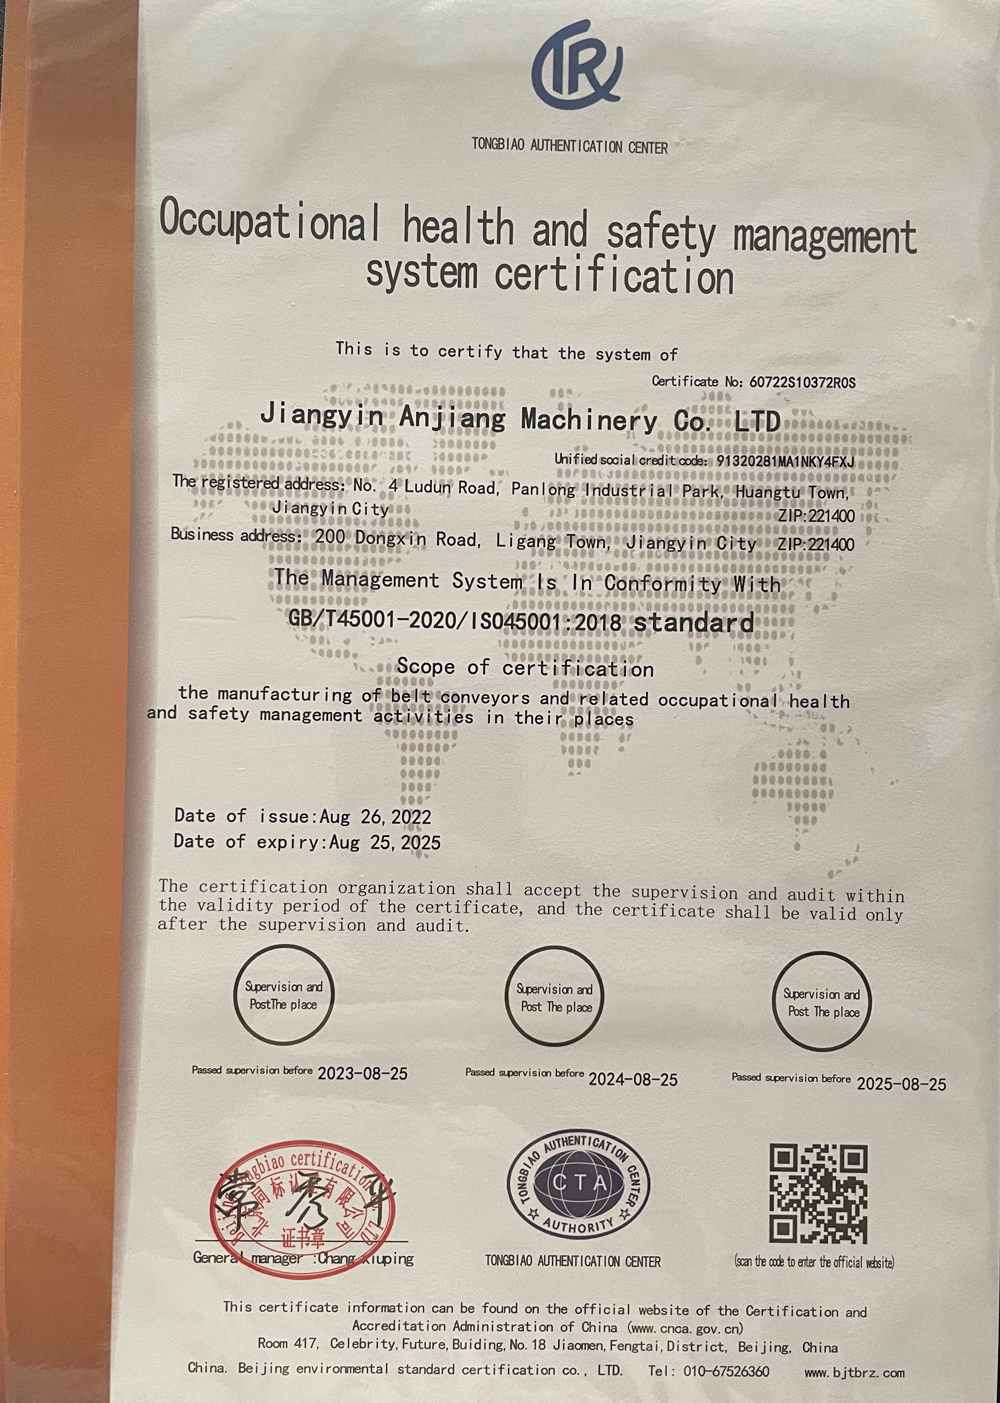 TR
TONGBIAO AUTHENTICATION CENTER
Occupational health and safety management
system certification
This is to certify that the system of
Certificate No: 60722S10372R0S
Jiangyin Anjiang Machinery Co. LTD
Unified social credit code: 91320281MA1NKY4FXJ
The registered address: No. 4 Ludun Road, Panlong Industrial Park, Huangtu Town,
Jiangyin City ZIP:221400
Business address: 200 Dongxin Road, Ligang Town, Jiangyin City ZIP:221400
The Management System Is In Conformity With
GB/T45001-2020/ISO45001:2018 standard
Scope of certification
the manufacturing of belt conveyors and related occupational health
and safety management activities in their places
Date of issue:Aug 26,2022
Date of expiry:Aug 25,2025
The certification organization shall accept the supervision and audit within
the validity period of the certificate, and the certificate shall be valid only
after the supervision and audit.
Supervision and
PostThe place
Supervision and
Post The place
Supervision and
Post The place
Passed supervision before 2023-08-25
Passed supervision before 2024-08-25
Passed supervision before 2025-08-25
tongbiao certification
证书章
General manager :Chang xiuping
TONGBIAO AUTHENTICATION CENTER
CTA
AUTHORITY
TONGBIAO AUTHENTICATION CENTER
(scan the code to enter the official website)
This certificate information can be found on the official website of the Certification and
Accreditation Administration of China (www.cnca.gov.cn)
Room 417, Celebrity,Future,Buiding,No.18 Jiaomen,Fengtai,District, Beijing, China
China. Beijing environmental standard certification co., LTD. Tel: 010-67526360 www.bjtbrz.com